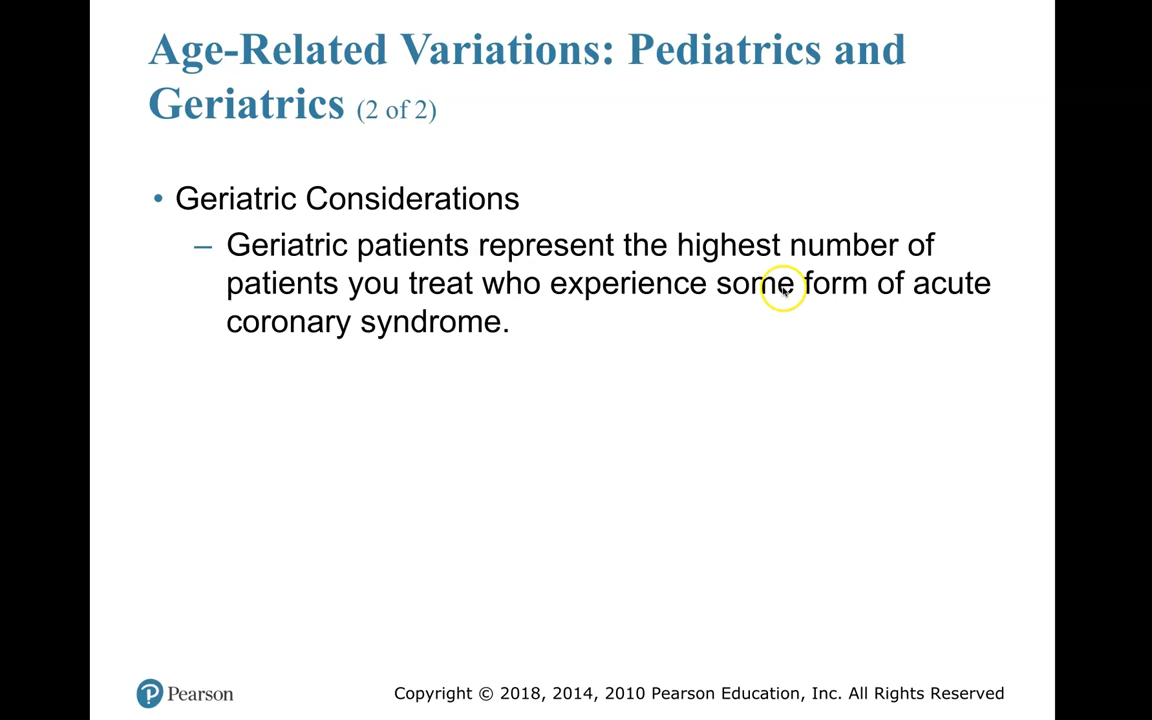 Age-Related Variations: Pediatrics and
Geriatrics (2 of 2)
• Geriatric Considerations
– Geriatric patients represent the highest number of
patients you treat who experience some form of acute
coronary syndrome.
Pearson
Copyright © 2018, 2014, 2010 Pearson Education, Inc. All Rights Reserved